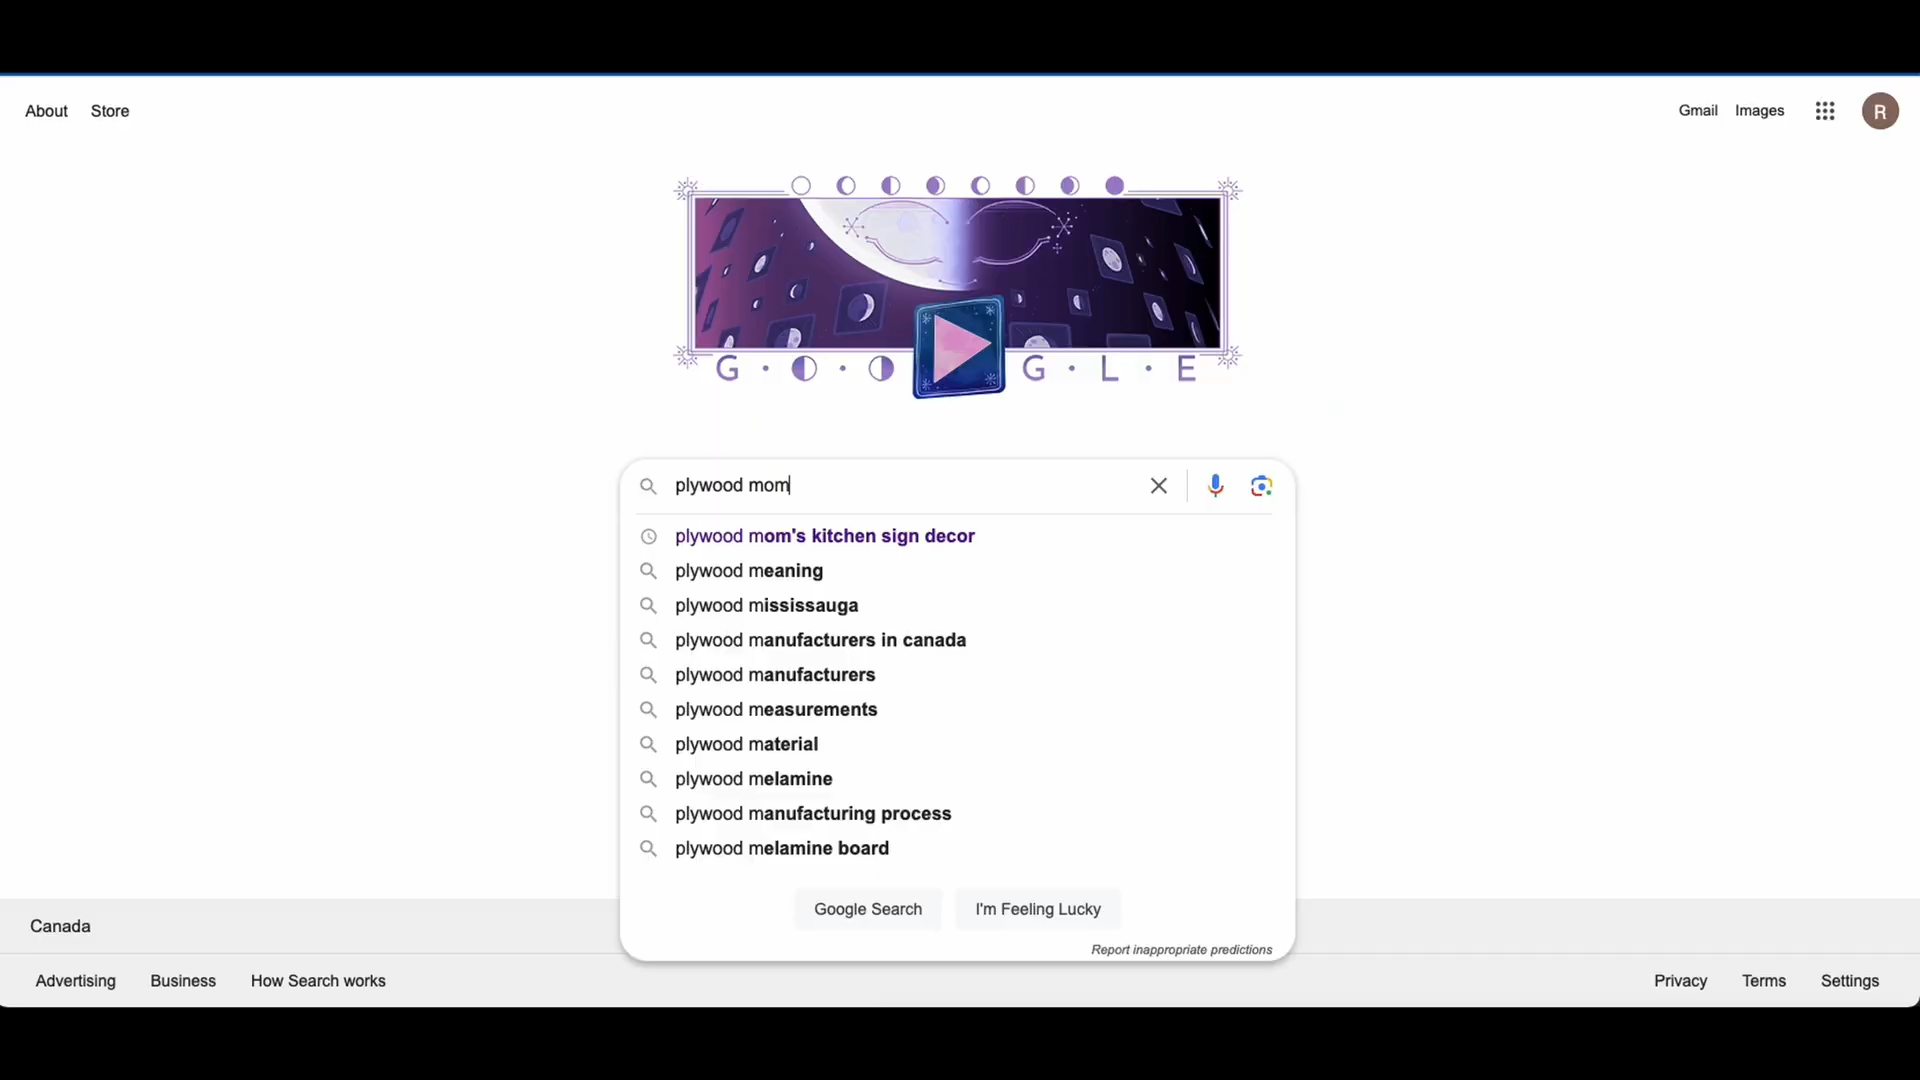 About Store
Gmail Images
R
G L E
plywood mom
plywood mom's kitchen sign decor
plywood meaning
plywood mississauga
plywood manufacturers in canada
plywood manufacturers
plywood measurements
plywood material
plywood melamine
plywood manufacturing process
plywood melamine board
Google Search I'm Feeling Lucky
Report inappropriate predictions
Canada
Advertising Business How Search works
Privacy Terms Settings